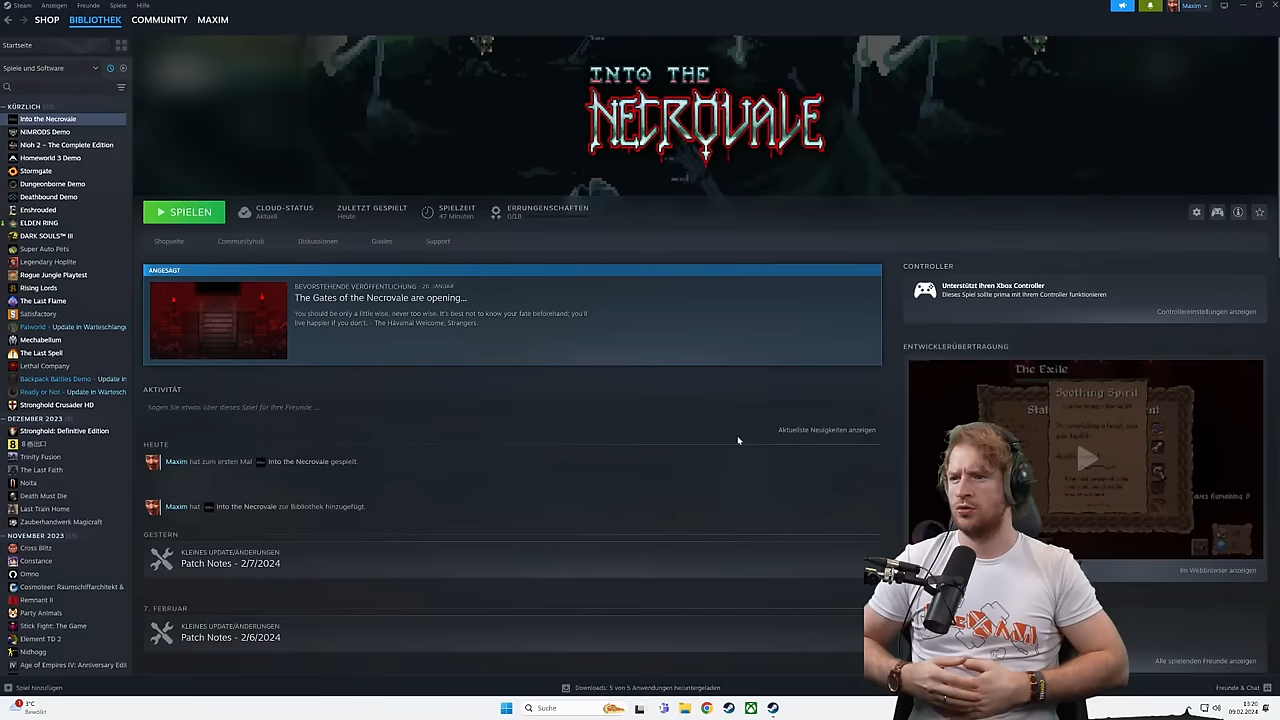 Steam Anzeigen Freunde Spiele Hilfe
Maxim
SHOP BIBLIOTHEK COMMUNITY MAXIM
Startseite
Spiele und Software
KÜRZLICH
Into the Necrovale
NIMRODS Demo
Nioh 2 – The Complete Edition
Homeworld 3 Demo
Stormgate
Dungeonborne Demo
Deathbound Demo
Enshrouded
ELDEN RING
DARK SOULS™ III
Super Auto Pets
Legendary Hoplite
Rogue Jungle Playtest
Rising Lords
The Last Flame
Satisfactory
Palworld - Update in Warteschlange
Mechabellum
The Last Spell
Lethal Company
Backpack Battles Demo - Update in
Ready or Not - Update in Wartesch
Stronghold Crusader HD
DEZEMBER 2023
Stronghold: Definitive Edition
8番出口
Trinity Fusion
The Last Faith
Noita
Death Must Die
Last Train Home
Zauberhandwerk Magicraft
NOVEMBER 2023
Cross Blitz
Constance
Omno
Cosmoteer: Raumschiffarchitekt &
Remnant II
Party Animals
Stick Fight: The Game
Element TD 2
Nidhogg
Age of Empires IV: Anniversary Edi
Spiel hinzufügen
INTO THE
NECROVALE
SPIELEN
CLOUD-STATUS
Aktuell
ZULETZT GESPIELT
Heute
SPIELZEIT
47 Minuten
ERRUNGENSCHAFTEN
0/18
Shopseite Communityhub Diskussionen Guides Support
ANGESAGT
BEVORSTEHENDE VERÖFFENTLICHUNG · 20. JANUAR
The Gates of the Necrovale are opening...
You should be only a little wise, never too wise. It's best not to know your fate beforehand; you'll
live happier if you don't. - The Hávamál Welcome, Strangers.
AKTIVITÄT
Sagen Sie etwas über dieses Spiel für Ihre Freunde ...
Aktuellste Neuigkeiten anzeigen
HEUTE
Maxim hat zum ersten Mal Into the Necrovale gespielt.
Maxim hat Into the Necrovale zur Bibliothek hinzugefügt.
GESTERN
KLEINES UPDATE/ÄNDERUNGEN
Patch Notes - 2/7/2024
7. FEBRUAR
KLEINES UPDATE/ÄNDERUNGEN
Patch Notes - 2/6/2024
CONTROLLER
Unterstützt Ihren Xbox Controller
Dieses Spiel sollte prima mit Ihrem Controller funktionieren
Controllereinstellungen anzeigen
ENTWICKLERÜBERTRAGUNG
The Exile
Soothing Spirit
Im Webbrowser anzeigen
Alle spielenden Freunde anzeigen
Downloads: 5 von 5 Anwendungen heruntergeladen
Freunde & Chat
3°C
Bewölkt
Suche
13:20
09.02.2024